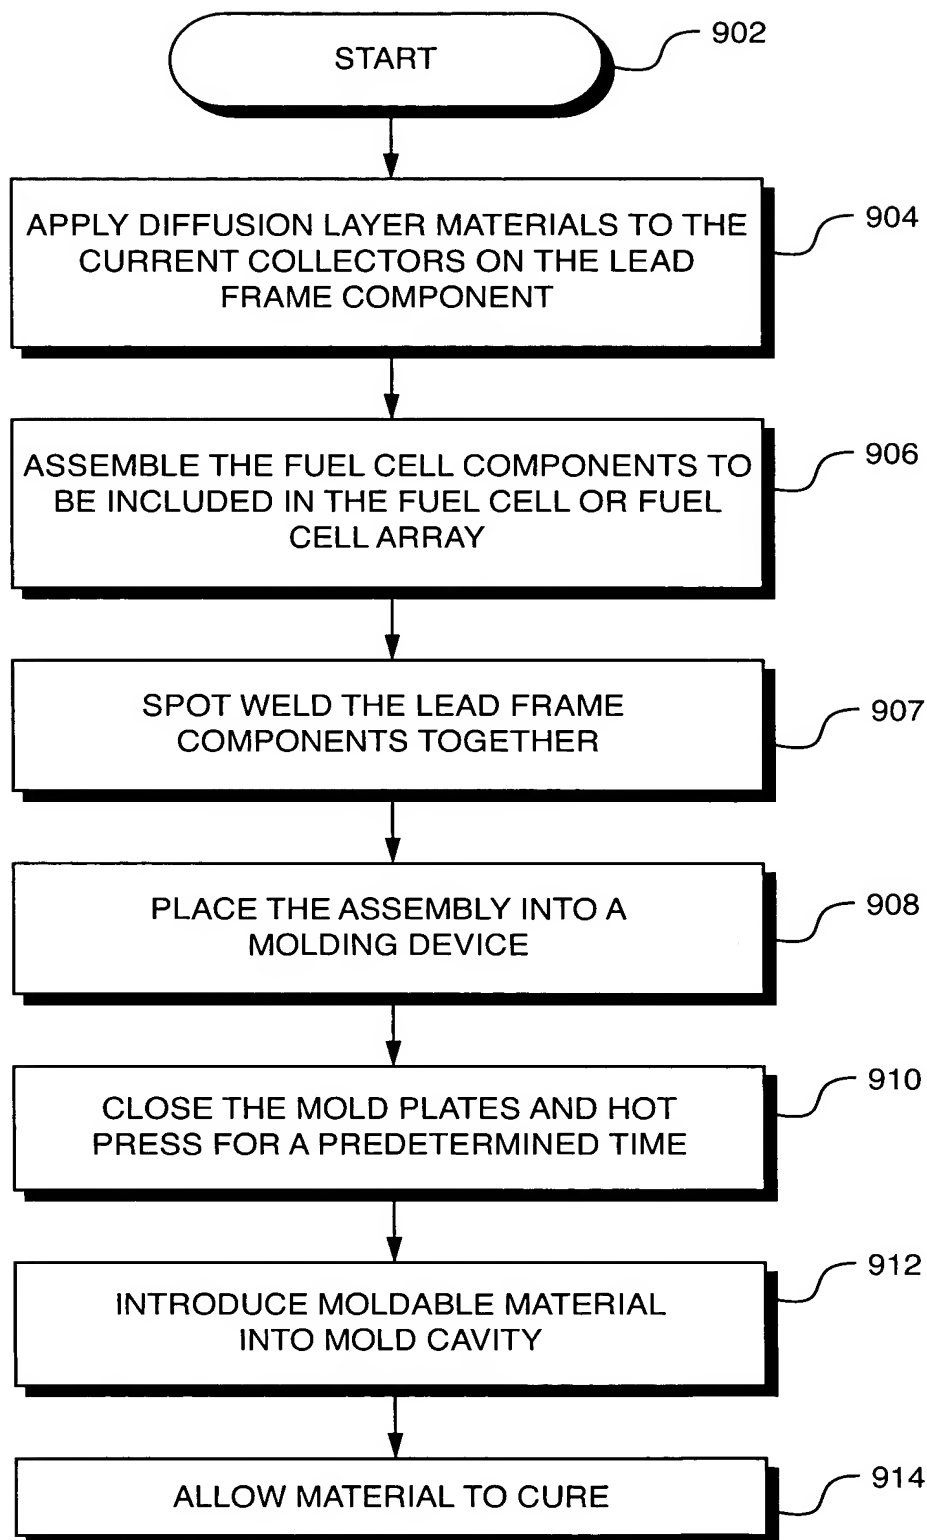 START
902
APPLY DIFFUSION LAYER MATERIALS TO THE
CURRENT COLLECTORS ON THE LEAD
FRAME COMPONENT
904
ASSEMBLE THE FUEL CELL COMPONENTS TO
BE INCLUDED IN THE FUEL CELL OR FUEL
CELL ARRAY
906
SPOT WELD THE LEAD FRAME
COMPONENTS TOGETHER
907
PLACE THE ASSEMBLY INTO A
MOLDING DEVICE
908
CLOSE THE MOLD PLATES AND HOT
PRESS FOR A PREDETERMINED TIME
910
INTRODUCE MOLDABLE MATERIAL
INTO MOLD CAVITY
912
ALLOW MATERIAL TO CURE
914